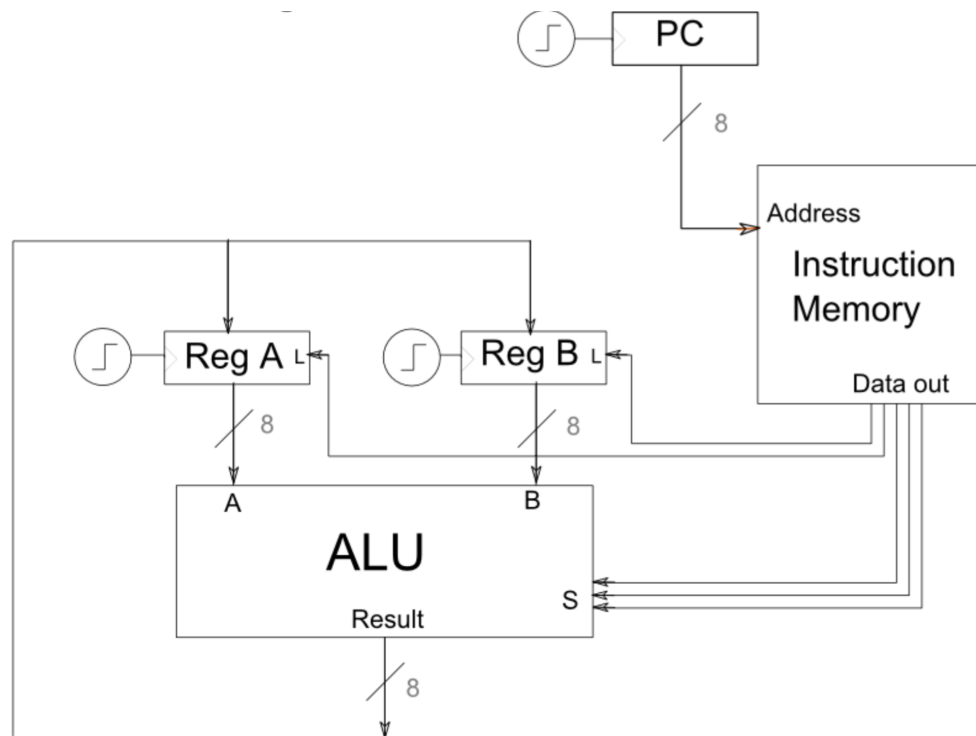 PC
8
Address
Instruction
Memory
Data out
Reg A L
Reg B L
8
8
A
B
ALU
S
Result
8